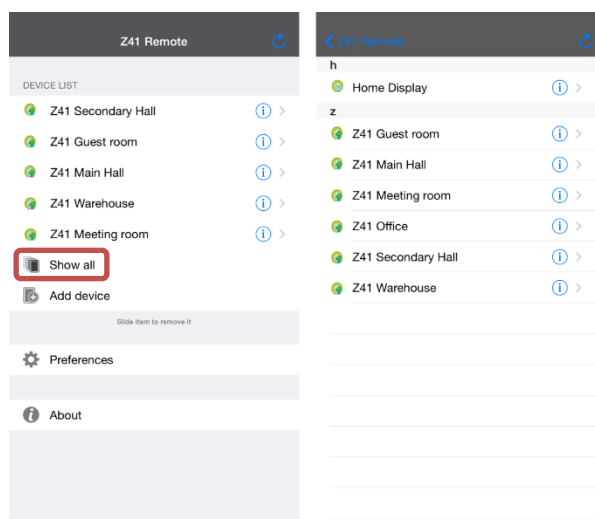 Z41 Remote
DEVICE LIST
Z41 Secondary Hall
Z41 Guest room
Z41 Main Hall
Z41 Warehouse
Z41 Meeting room
Show all
Add device
Slide item to remove it
Preferences
About
Z41 Remote
h
Home Display
z
Z41 Guest room
Z41 Main Hall
Z41 Meeting room
Z41 Office
Z41 Secondary Hall
Z41 Warehouse